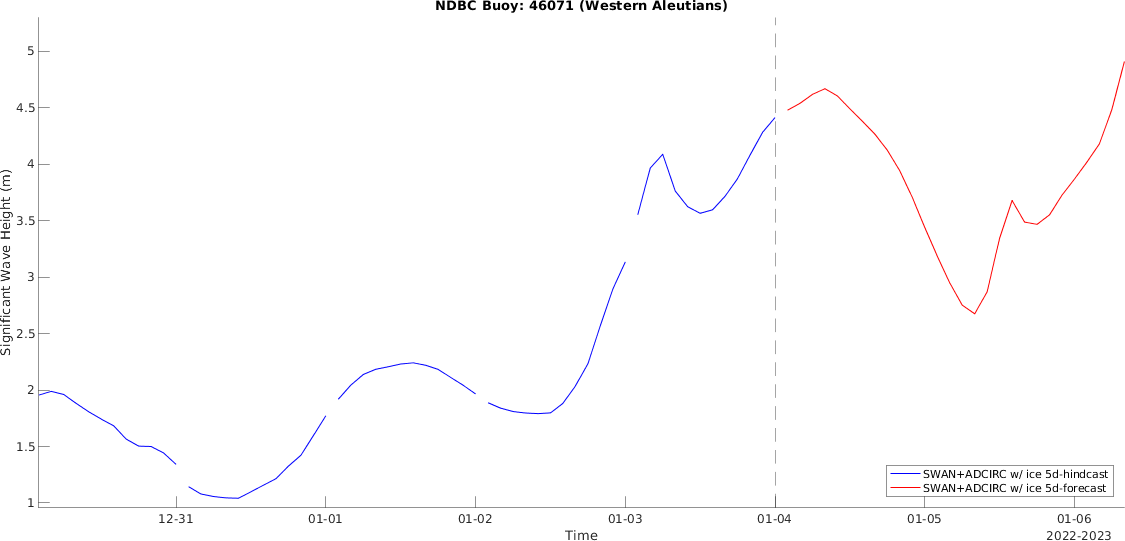 NDBC Buoy: 46071 (Western Aleutians)
5
4.5
4
3.5
3
2.5
2
1.5
1
Significant Wave Height (m)
SWAN+ADCIRC w/ ice 5d-hindcast
SWAN+ADCIRC w/ ice 5d-forecast
12-31 01-01 01-02 01-03 01-04 01-05 01-06
Time
2022-2023